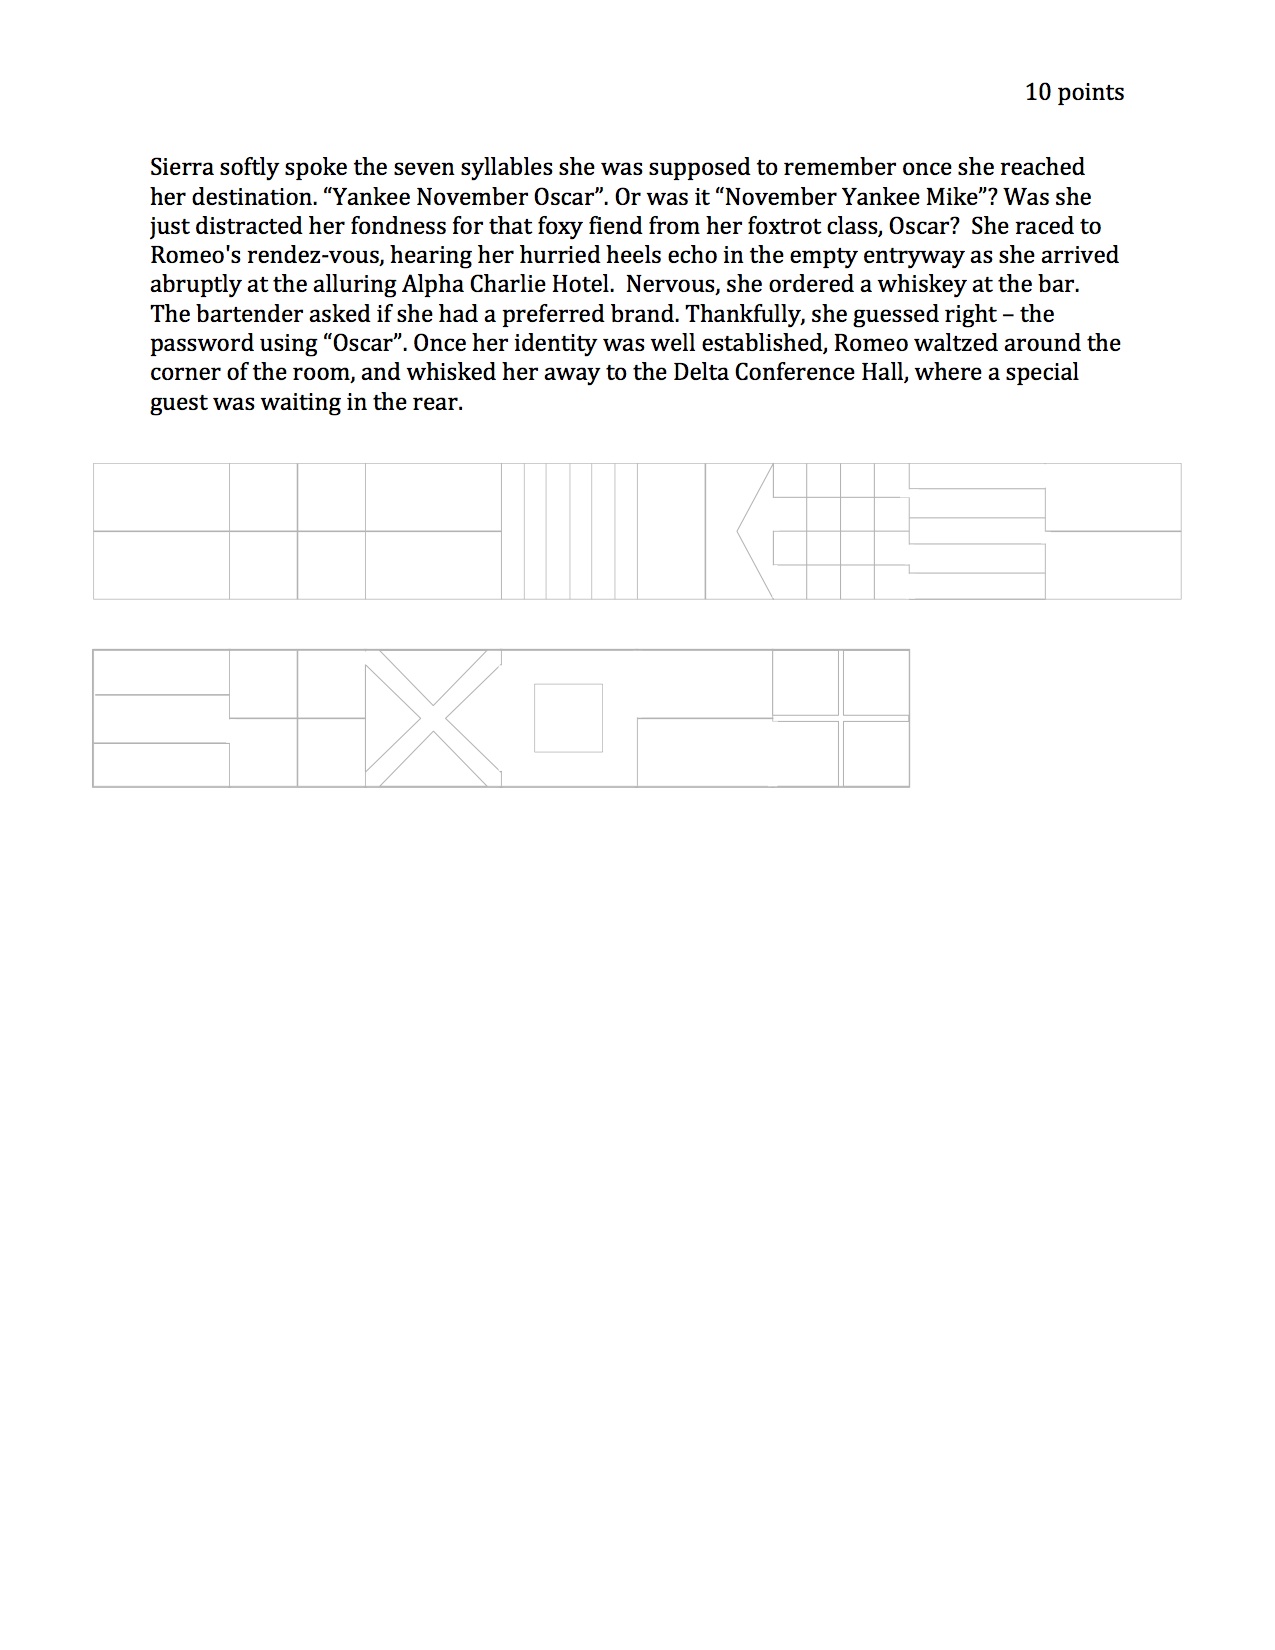 10 points
Sierra softly spoke the seven syllables she was supposed to remember once she reached
her destination. “Yankee November Oscar”. Or was it “November Yankee Mike”? Was she
just distracted her fondness for that foxy fiend from her foxtrot class, Oscar?  She raced to
Romeo's rendez-vous, hearing her hurried heels echo in the empty entryway as she arrived
abruptly at the alluring Alpha Charlie Hotel.  Nervous, she ordered a whiskey at the bar.
The bartender asked if she had a preferred brand. Thankfully, she guessed right – the
password using “Oscar”. Once her identity was well established, Romeo waltzed around the
corner of the room, and whisked her away to the Delta Conference Hall, where a special
guest was waiting in the rear.